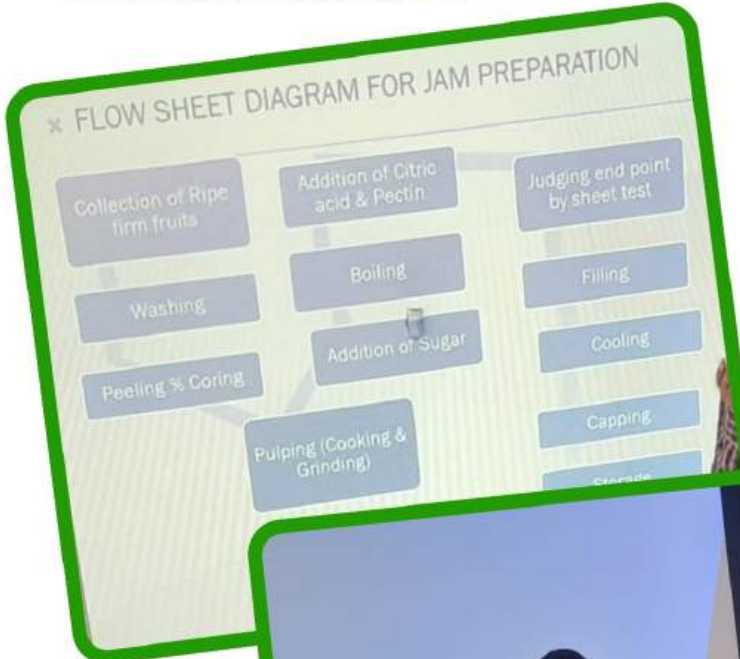 × FLOW SHEET DIAGRAM FOR JAM PREPARATION
Collection of Ripe
firm fruits
Washing
Peeling % Coring
Pulping (Cooking &
Grinding)
Addition of Sugar
Boiling
Addition of Citric
acid & Pectin
Judging end point
by sheet test
Filling
Cooling
Capping
Storage